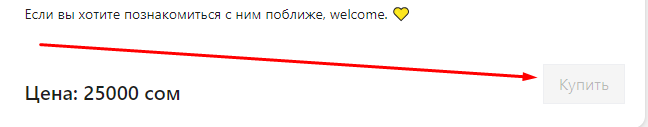 Если вы хотите познакомиться с ним поближе, welcome. 💛
Цена: 25000 сом
Купить